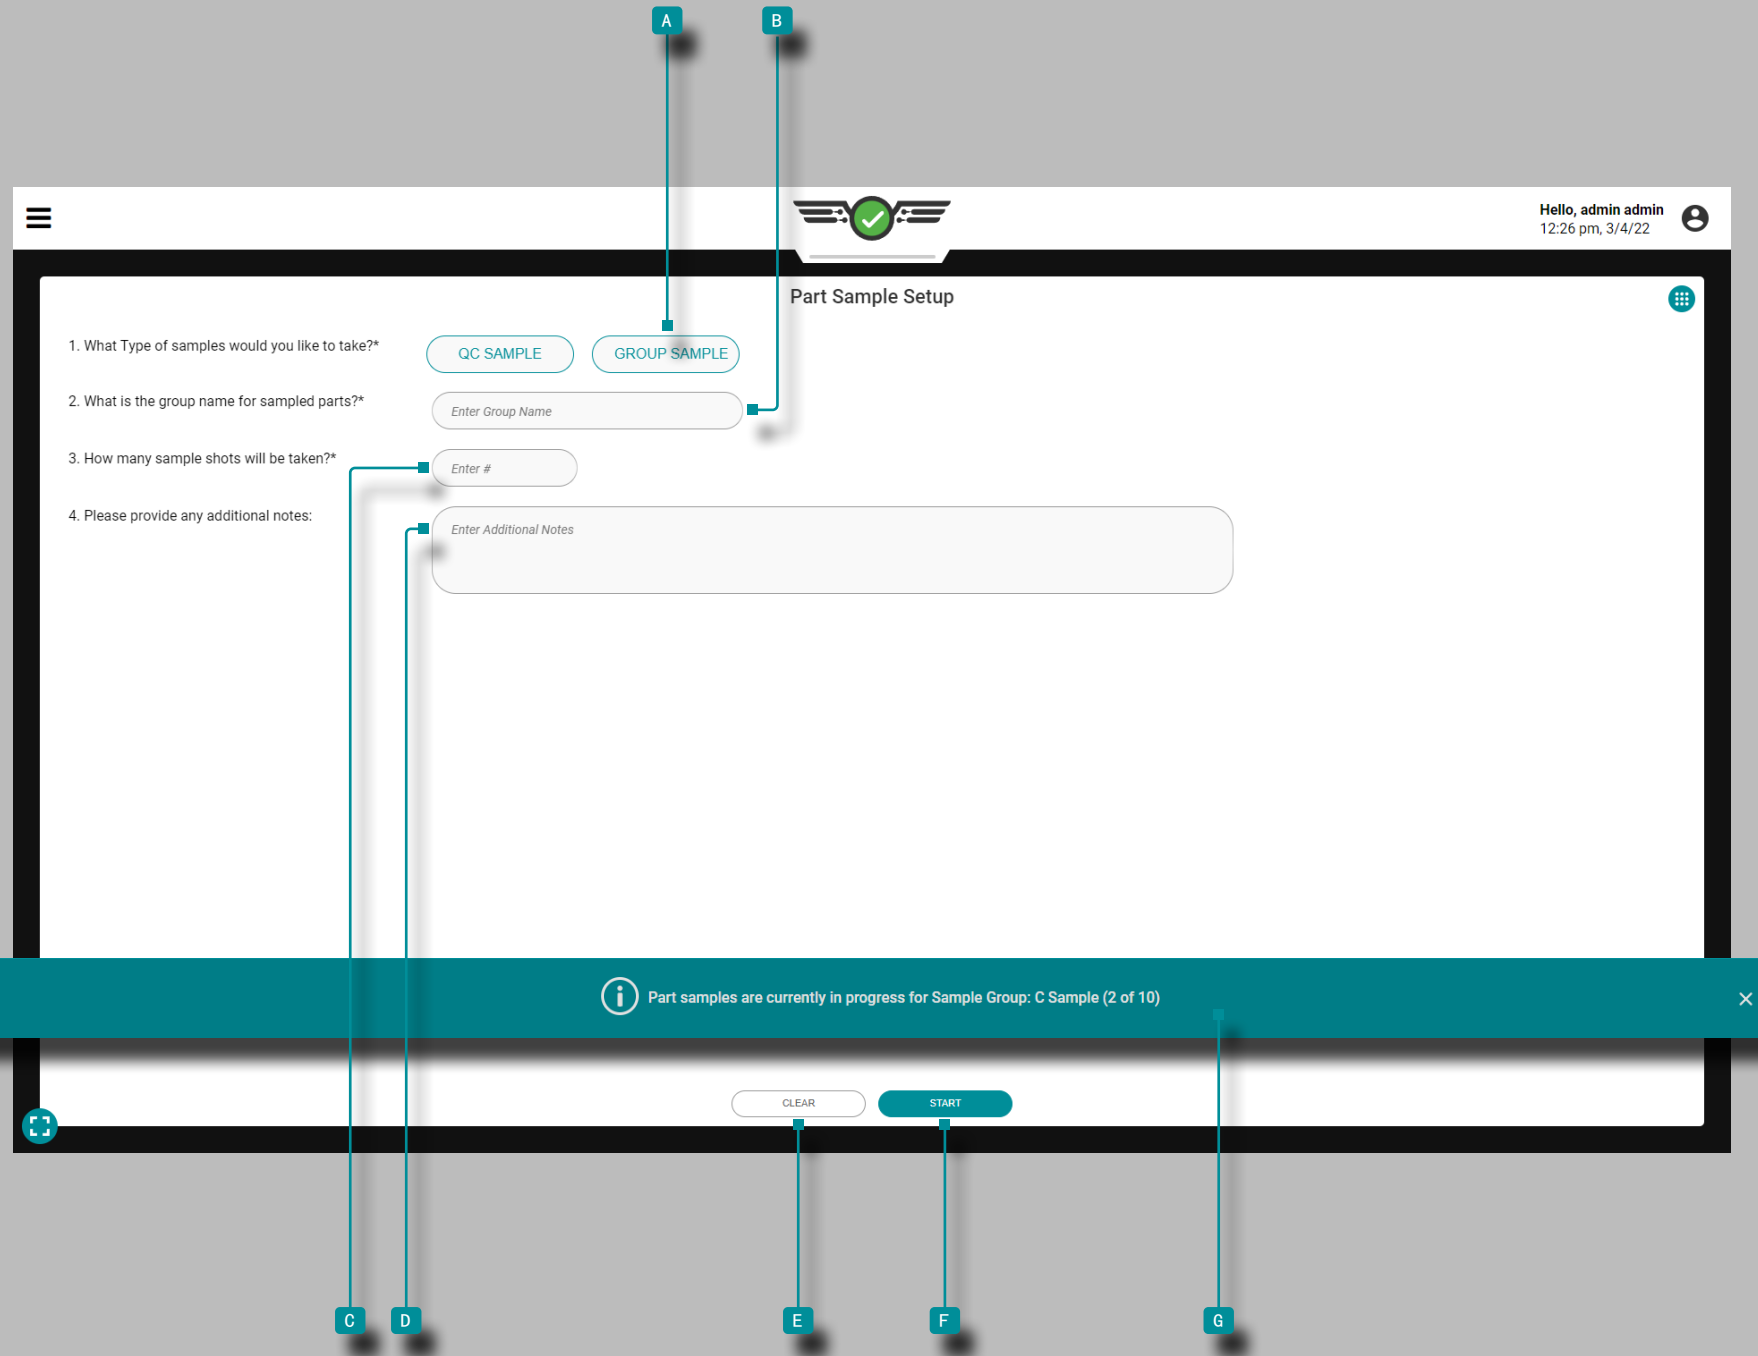 A
B
Hello, admin admin
12:26 pm, 3/4/22
Part Sample Setup
1. What Type of samples would you like to take?*
QC SAMPLE
GROUP SAMPLE
2. What is the group name for sampled parts?*
Enter Group Name
3. How many sample shots will be taken?*
Enter #
4. Please provide any additional notes:
Enter Additional Notes
Part samples are currently in progress for Sample Group: C Sample (2 of 10)
CLEAR
START
C
D
E
F
G